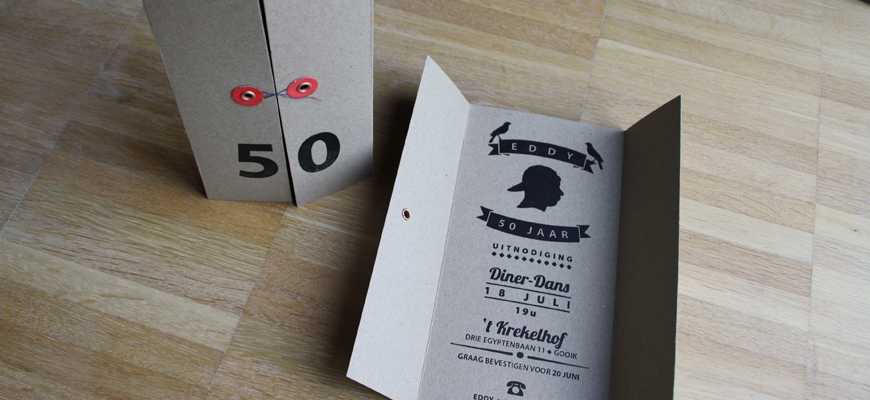 50
EDDY
50 JAAR
UITNODIGING
Diner-Dans
18 JULI
19u
't Krekelhof
DRIE EGYPTENBAAN 11 ◆ GOOIK
GRAAG BEVESTIGEN VOOR 20 JUNI
EDDY